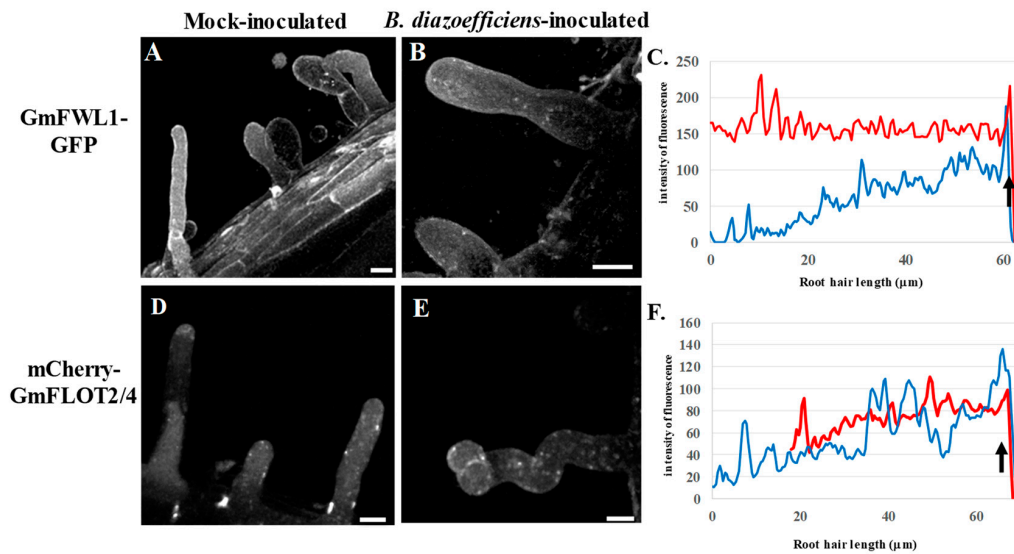 Mock-inoculated
B. diazoefficiens-inoculated
GmFWL1-
GFP
A
B
C.
intensity of fluorescence
250
200
150
100
50
0
0 20 40 60
Root hair length (μm)
mCherry-
GmFLOT2/4
D
E
F.
intensity of fluorescence
160
140
120
100
80
60
40
20
0
0 20 40 60
Root hair length (μm)